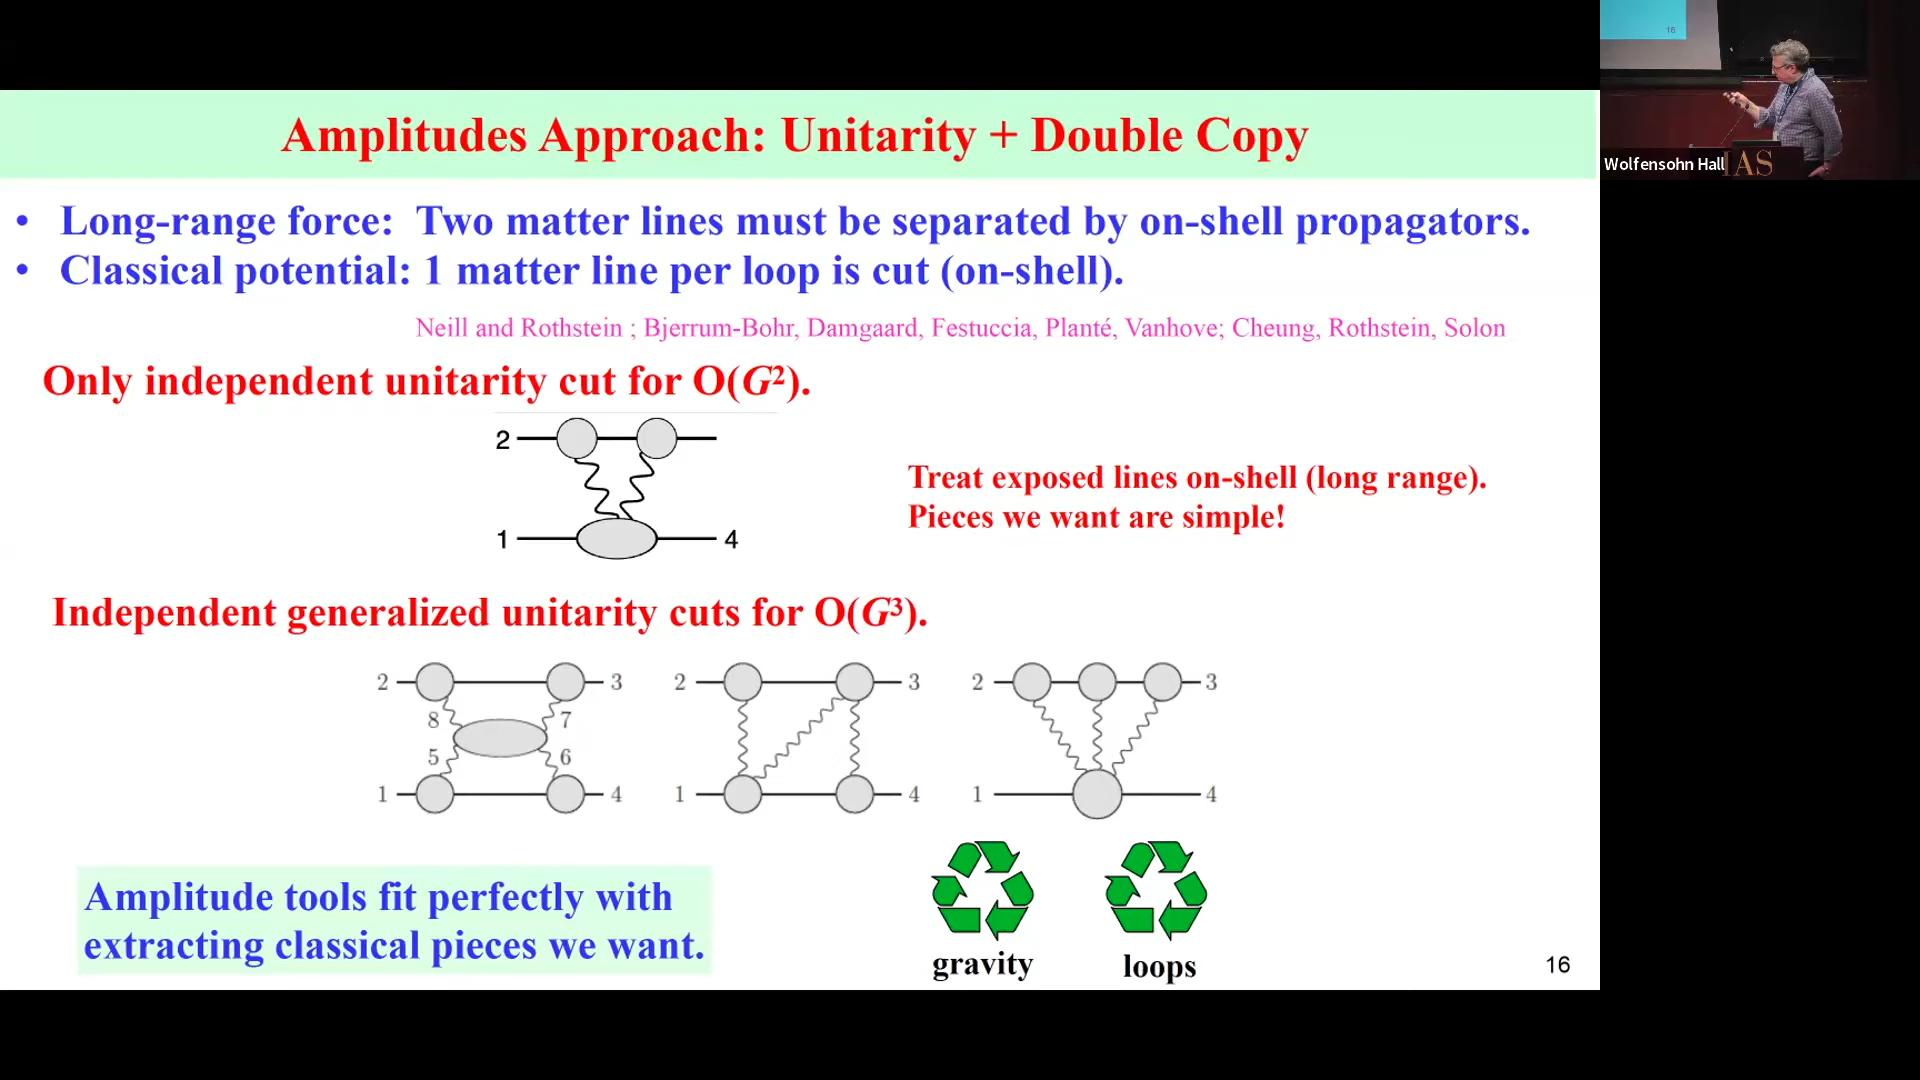 Amplitudes Approach: Unitarity + Double Copy
• Long-range force: Two matter lines must be separated by on-shell propagators.
• Classical potential: 1 matter line per loop is cut (on-shell).
Neill and Rothstein ; Bjerrum-Bohr, Damgaard, Festuccia, Planté, Vanhove; Cheung, Rothstein, Solon
Only independent unitarity cut for O(G²).
2
1 4
Treat exposed lines on-shell (long range).
Pieces we want are simple!
Independent generalized unitarity cuts for O(G³).
2 3 2 3 2 3
8 7
5 6
1 4 1 4 1 4
Amplitude tools fit perfectly with
extracting classical pieces we want.
gravity loops
16
16
Wolfensohn Hall
IAS